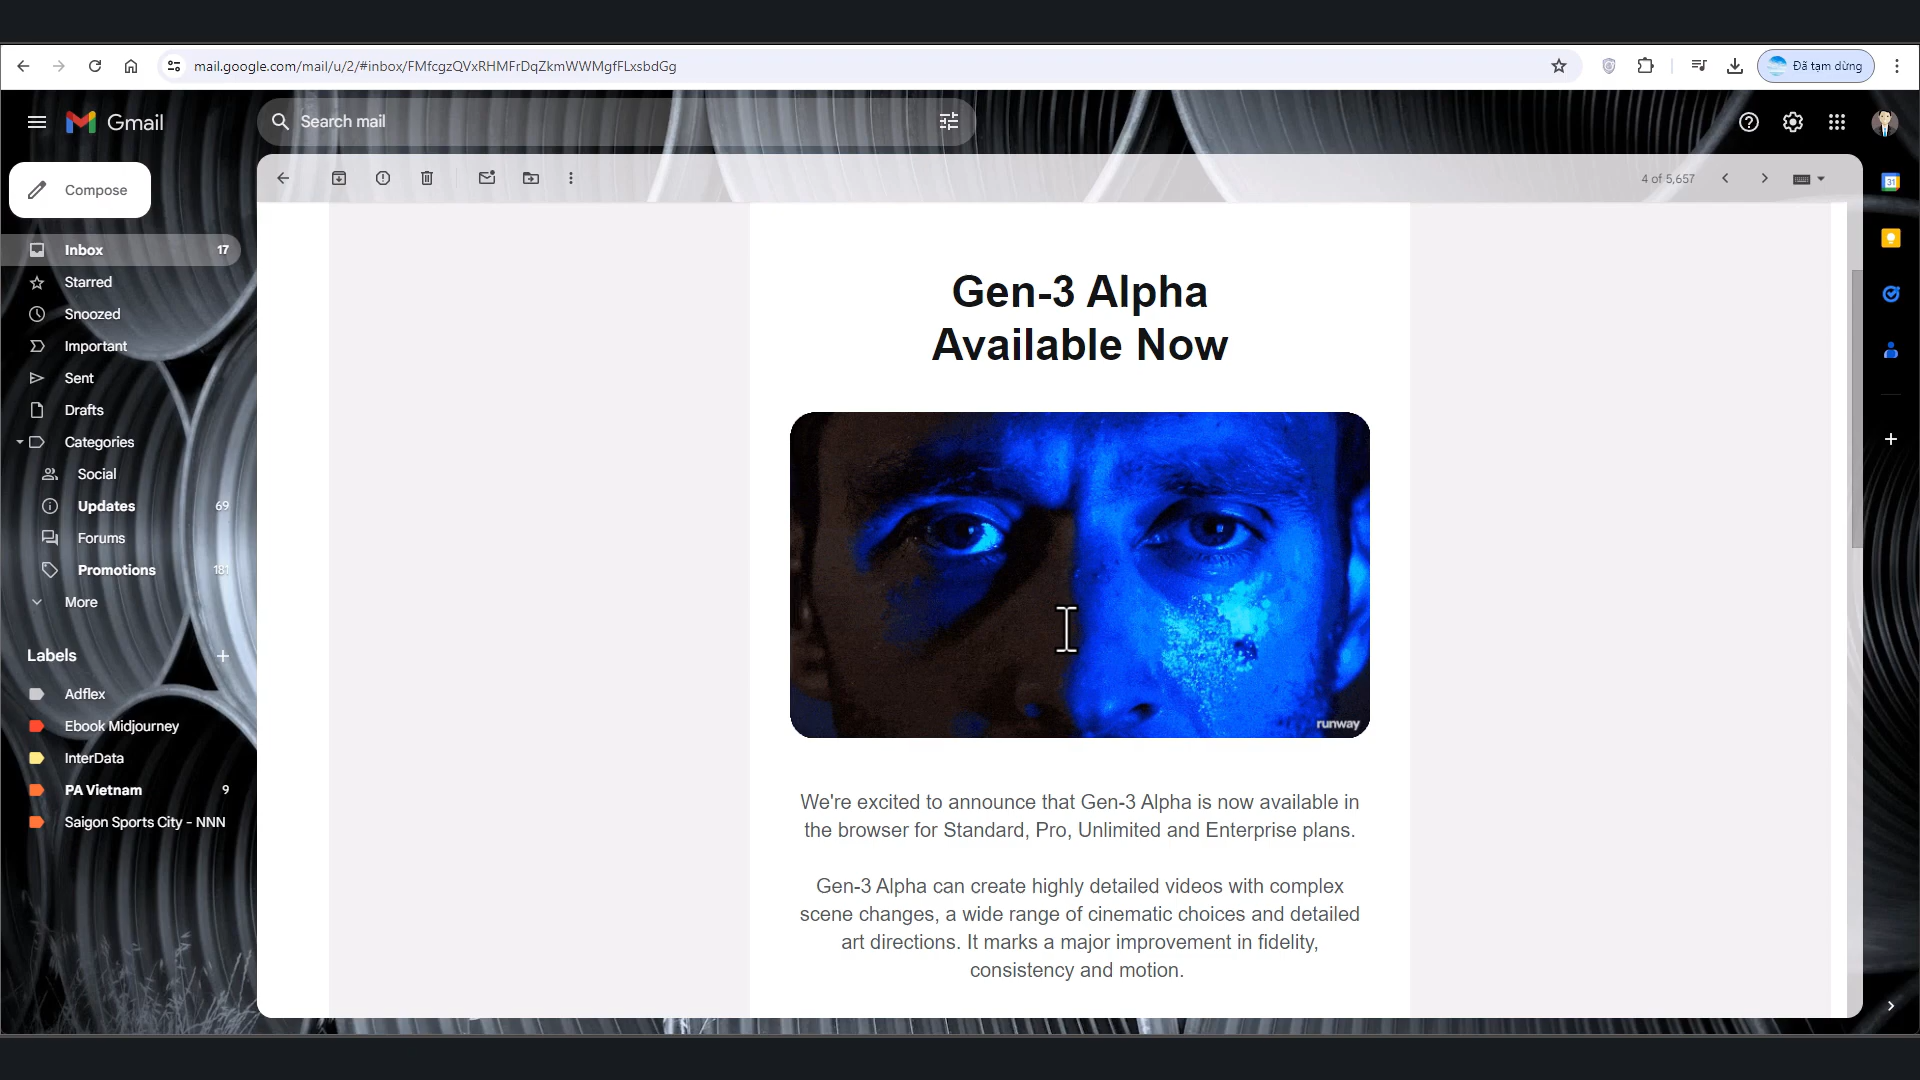 mail.google.com/mail/u/2/#inbox/FMfcgzQVxRHMFrDqZkmWWMgfFLxsbdGg
Đã tạm dừng
Gmail
Search mail
Compose
4 of 5,657
31
Inbox 17
Starred
Snoozed
Important
Sent
Drafts
Categories
Social
Updates 69
Forums
Promotions 181
More
Labels
Adflex
Ebook Midjourney
InterData
PA Vietnam 9
Saigon Sports City - NNN
Gen-3 Alpha
Available Now
runway
We're excited to announce that Gen-3 Alpha is now available in
the browser for Standard, Pro, Unlimited and Enterprise plans.
Gen-3 Alpha can create highly detailed videos with complex
scene changes, a wide range of cinematic choices and detailed
art directions. It marks a major improvement in fidelity,
consistency and motion.